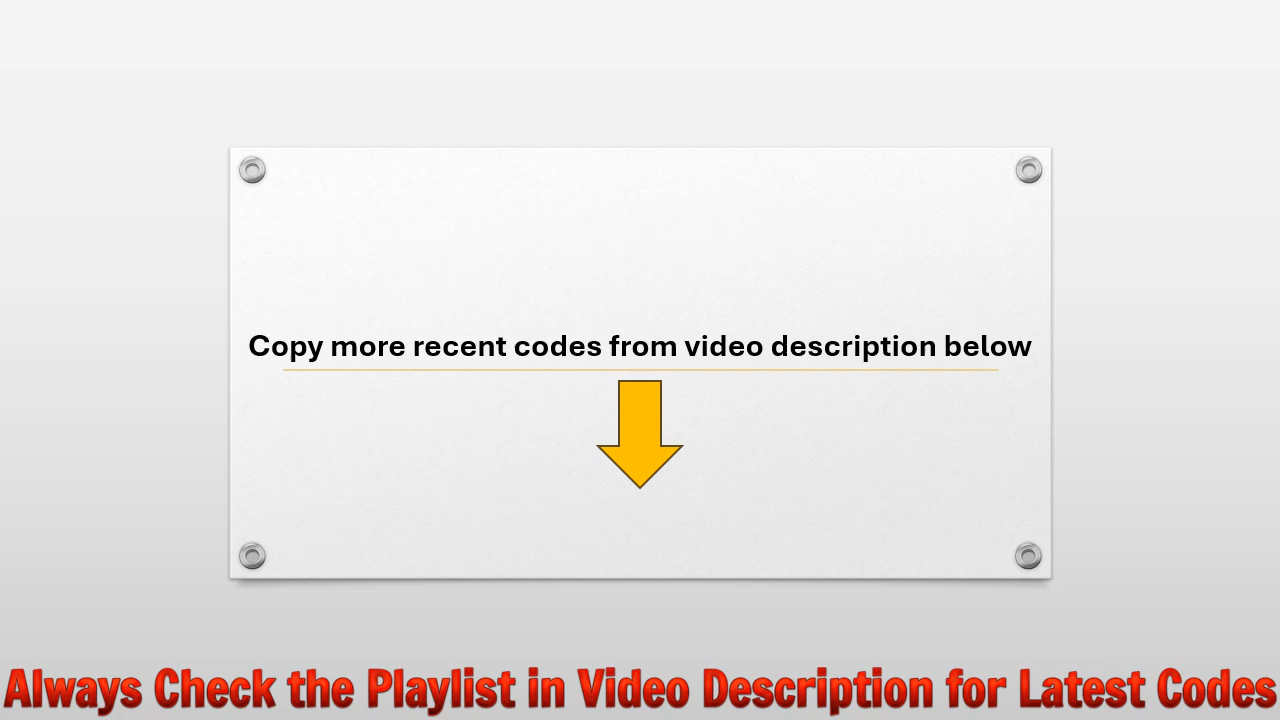 Copy more recent codes from video description below
Always Check the Playlist in Video Description for Latest Codes